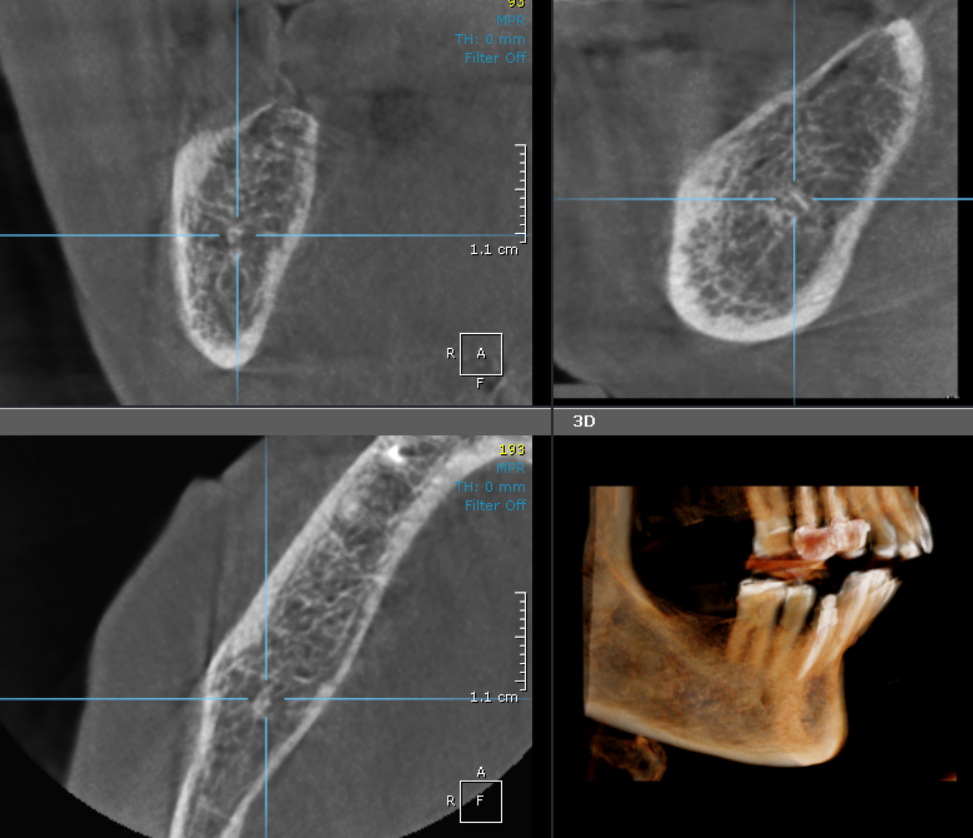 93
MPR
TH: 0 mm
Filter Off
1.1 cm
R
A
F
3D
193
MPR
TH: 0 mm
Filter Off
1.1 cm
A
R
F